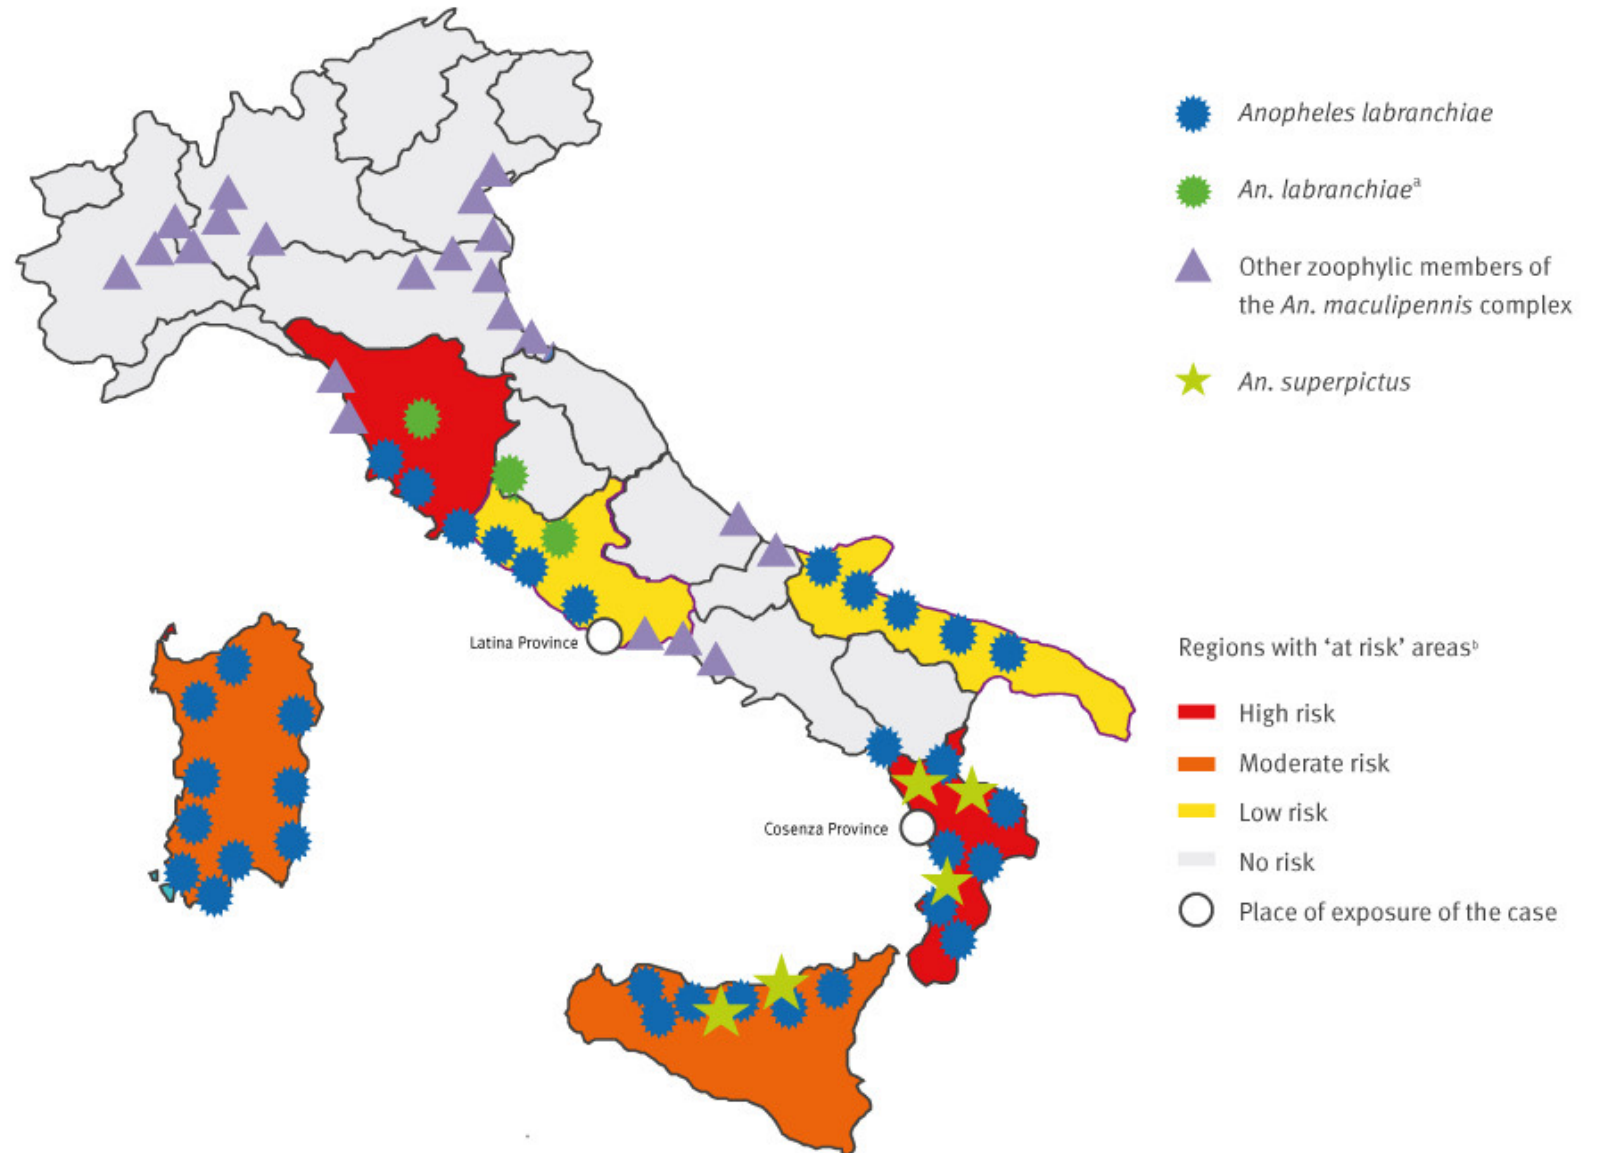 Anopheles labranchiae
An. labranchiaeᵃ
Other zoophylic members of
the An. maculipennis complex
An. superpictus
Latina Province
Cosenza Province
Regions with ‘at risk’ areasᵇ
High risk
Moderate risk
Low risk
No risk
Place of exposure of the case